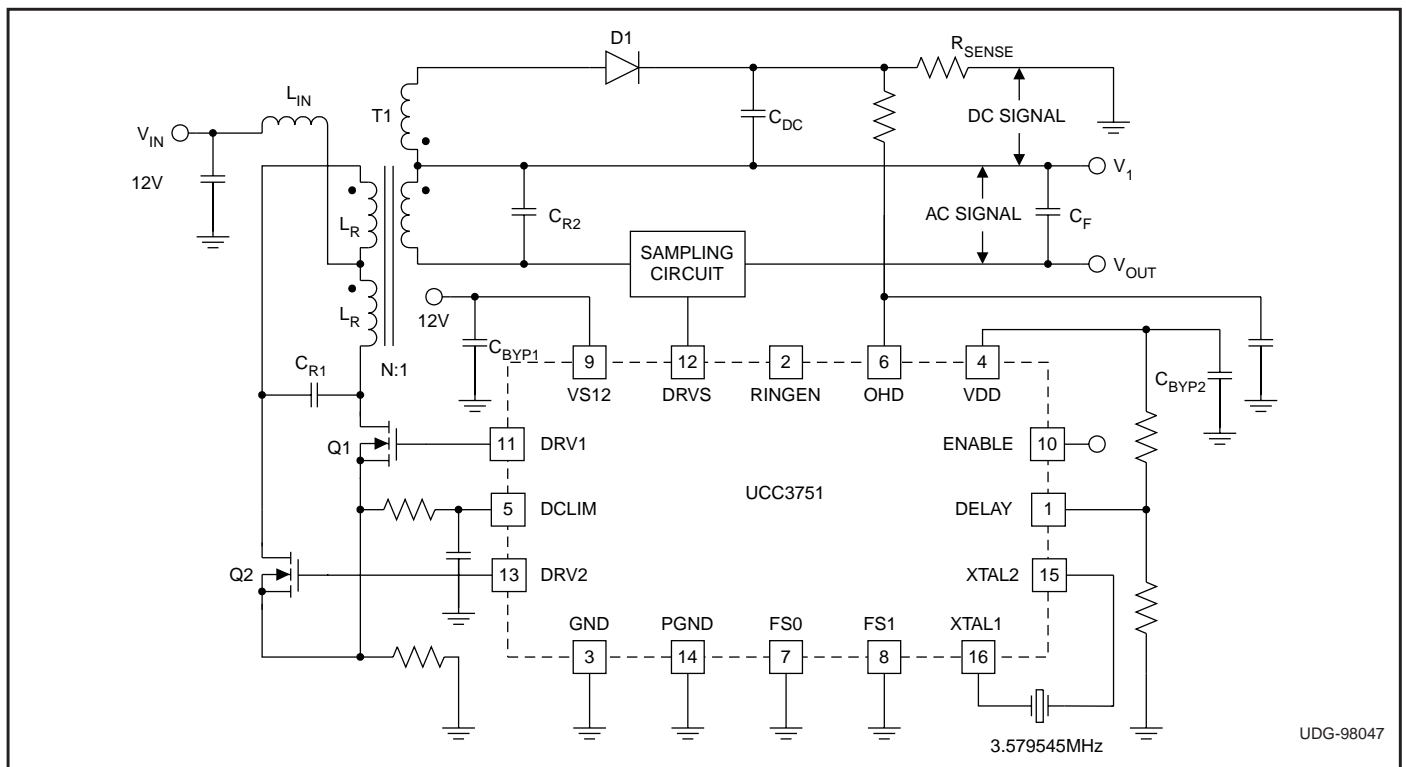 D1
R_SENSE
L_IN
T1
DC SIGNAL
C_DC
V_IN
V_1
12V
L_R
C_R2
AC SIGNAL
C_F
SAMPLING
CIRCUIT
V_OUT
L_R
12V
C_BYP1
C_R1
N:1
9
12
2
6
4
C_BYP2
VS12
DRVS
RINGEN
OHD
VDD
Q1
11
DRV1
ENABLE
10
UCC3751
5
DCLIM
DELAY
1
Q2
13
DRV2
XTAL2
15
GND
PGND
FS0
FS1
XTAL1
3
14
7
8
16
3.579545MHz
UDG-98047